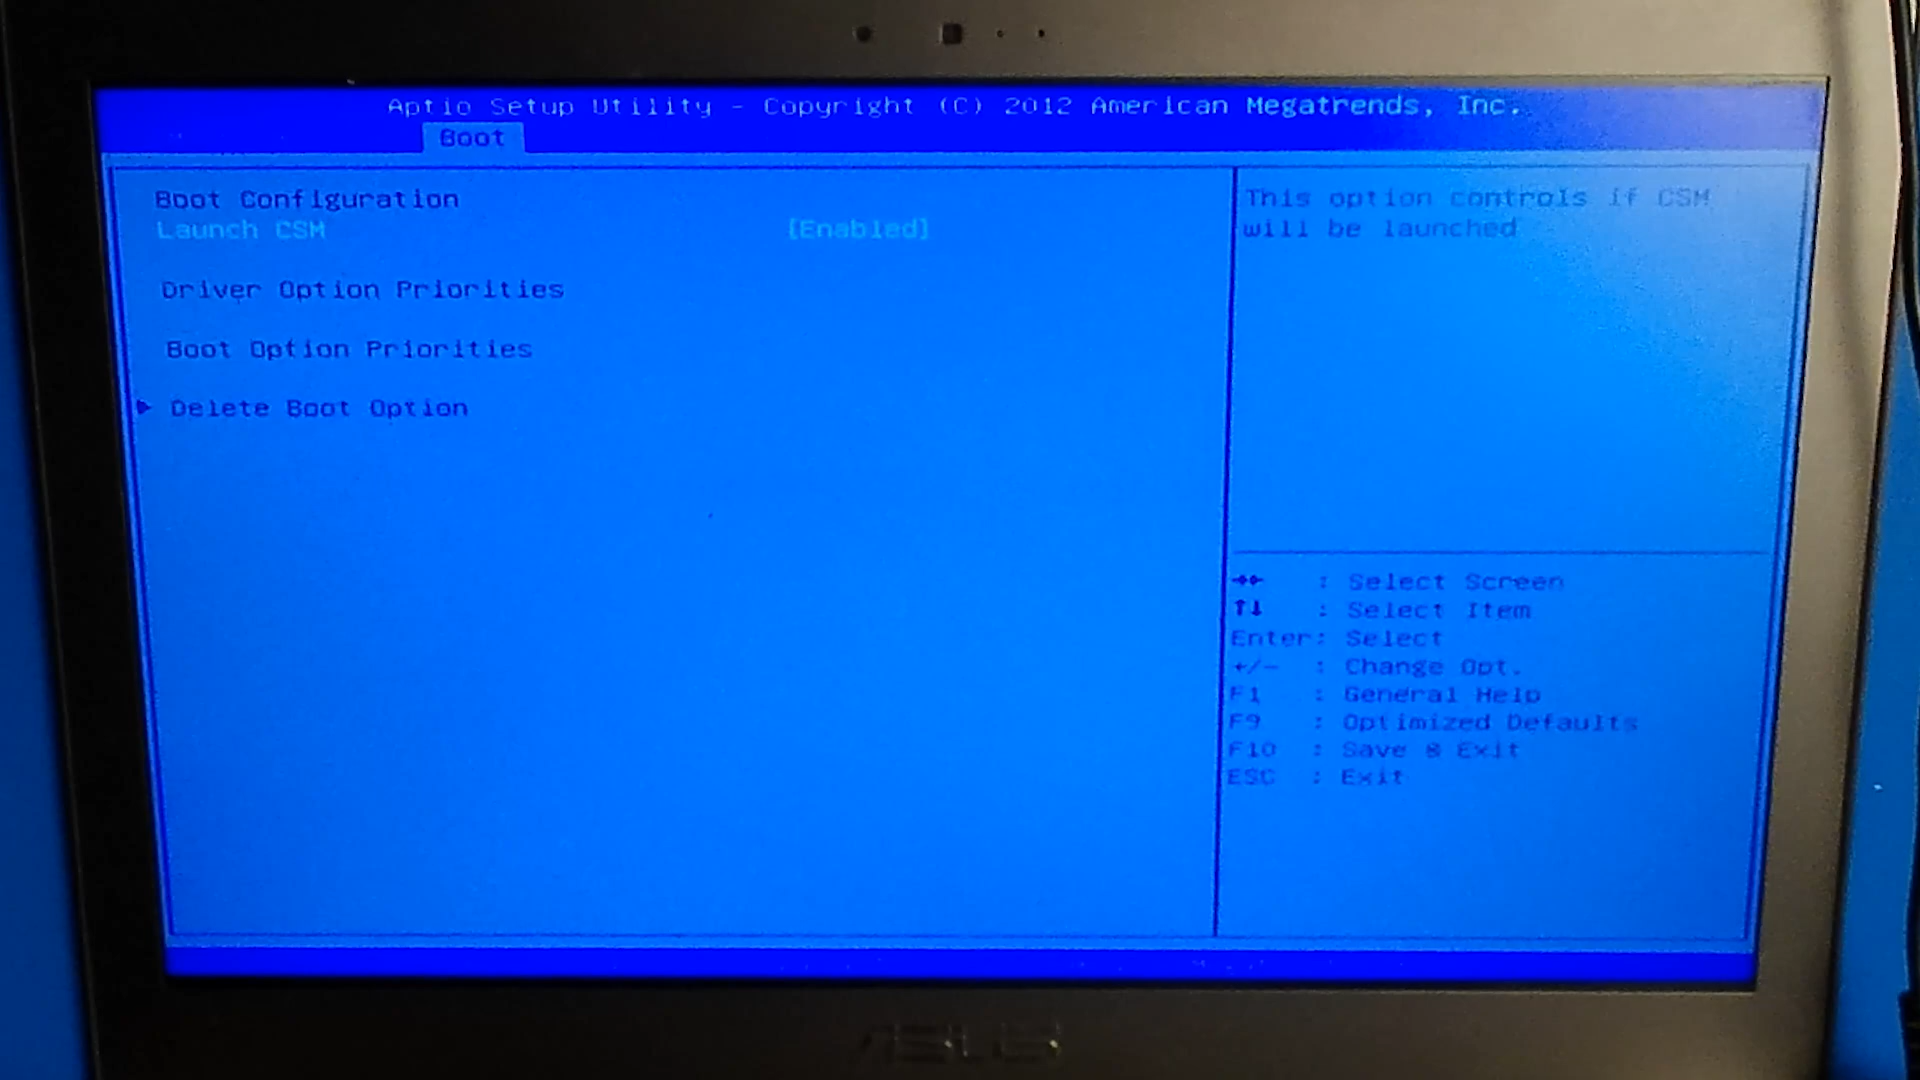 Aptio Setup Utility - Copyright (C) 2012 American Megatrends, Inc.
Boot
Boot Configuration
Launch CSM [Enabled]
Driver Option Priorities
Boot Option Priorities
Delete Boot Option
This option controls if CSM
will be launched
→← : Select Screen
↑↓ : Select Item
Enter: Select
+/- : Change Opt.
F1 : General Help
F9 : Optimized Defaults
F10 : Save & Exit
ESC : Exit
ASUS